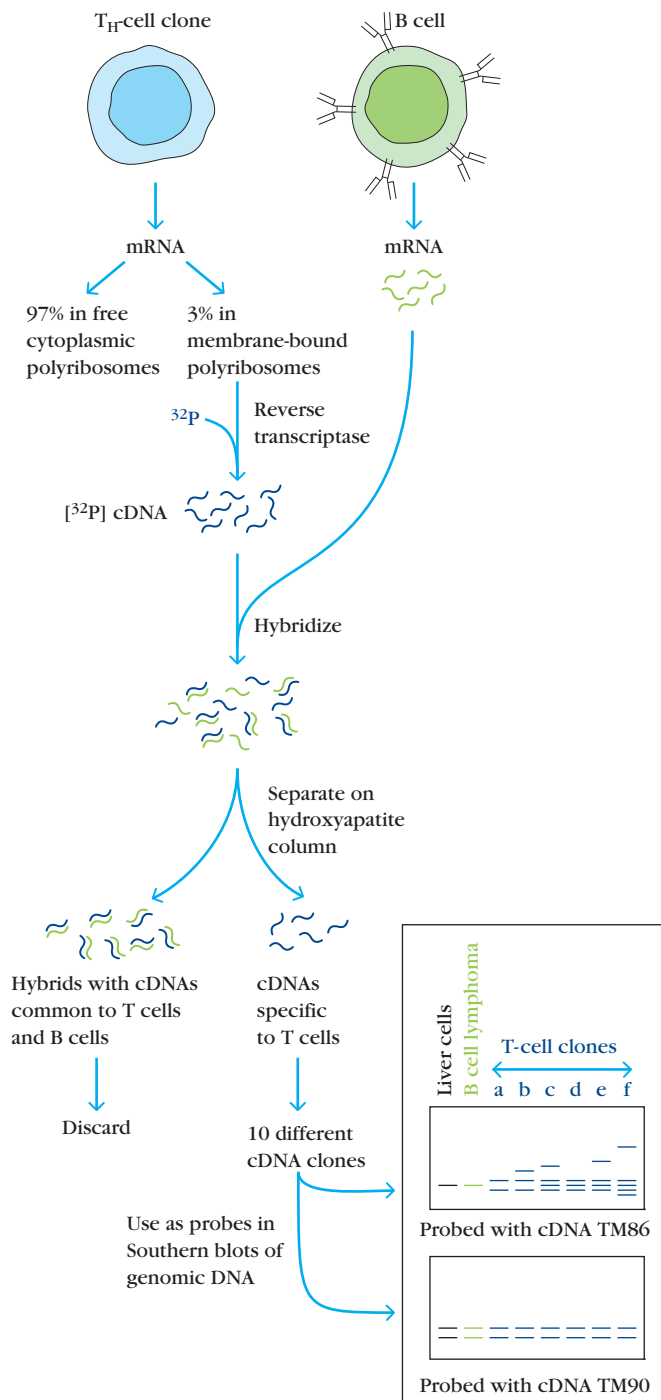 T_H-cell clone
B cell
mRNA
mRNA
97% in free
cytoplasmic
polyribosomes
3% in
membrane-bound
polyribosomes
³²P
Reverse
transcriptase
[³²P] cDNA
Hybridize
Separate on
hydroxyapatite
column
Hybrids with cDNAs
common to T cells
and B cells
cDNAs
specific
to T cells
Discard
10 different
cDNA clones
Use as probes in
Southern blots of
genomic DNA
Liver cells
B cell lymphoma
T-cell clones
a b c d e f
Probed with cDNA TM86
Probed with cDNA TM90